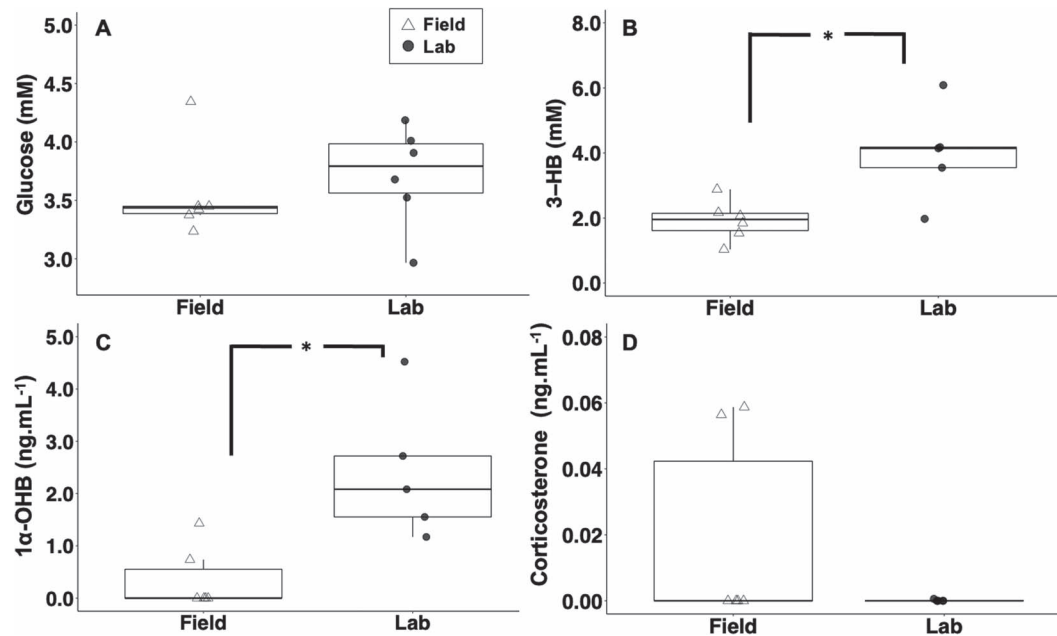 A
Field
Lab
Glucose (mM)
5.0
4.5
4.0
3.5
3.0
Field
Lab
B
*
3–HB (mM)
8.0
6.0
4.0
2.0
0.0
Field
Lab
C
*
1α-OHB (ng.mL-1)
5.0
4.0
3.0
2.0
1.0
0.0
Field
Lab
D
Corticosterone (ng.mL-1)
0.08
0.06
0.04
0.02
0.00
Field
Lab